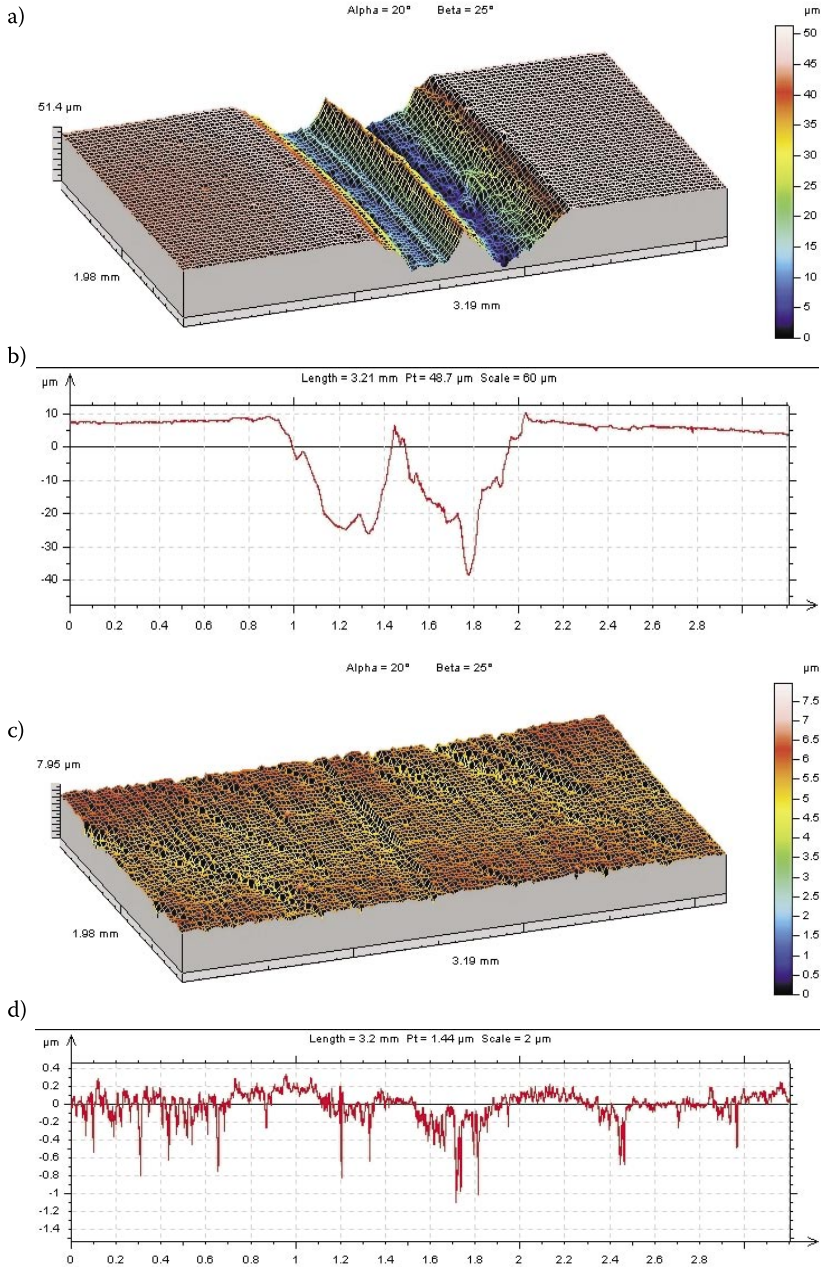 a)
Alpha = 20° Beta = 25°
µm
50
45
40
35
30
25
20
15
10
5
0
51.4 µm
1.98 mm
3.19 mm
b)
Length = 3.21 mm Pt = 48.7 µm Scale = 60 µm
µm
10
0
-10
-20
-30
-40
0 0.2 0.4 0.6 0.8 1 1.2 1.4 1.6 1.8 2 2.2 2.4 2.6 2.8
Alpha = 20° Beta = 25°
µm
c)
7.5
7
6.5
6
5.5
5
4.5
4
3.5
3
2.5
2
1.5
1
0.5
0
7.95 µm
1.98 mm
3.19 mm
d)
Length = 3.2 mm Pt = 1.44 µm Scale = 2 µm
µm
0.4
0.2
0
-0.2
-0.4
-0.6
-0.8
-1
-1.2
-1.4
0 0.2 0.4 0.6 0.8 1 1.2 1.4 1.6 1.8 2 2.2 2.4 2.6 2.8